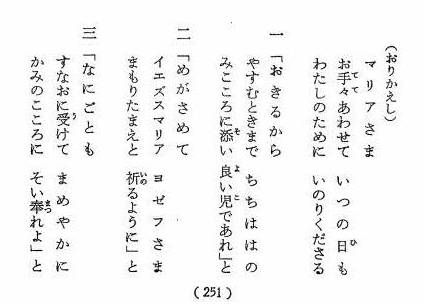 (おりかえし)
マリアさま いつの日も
お手々あわせて いのりくださる
わたしのために
一 「おきるから ちちははの
やすむときまで 良い児であれ」と
みこころに添い
二 「めがさめて ヨゼフさま
イエズスマリア 祈るように」と
まもりたまえと
三 「なにごとも まめやかに
すなおに受けて そい奉れよ」と
かみのこころに
(251)